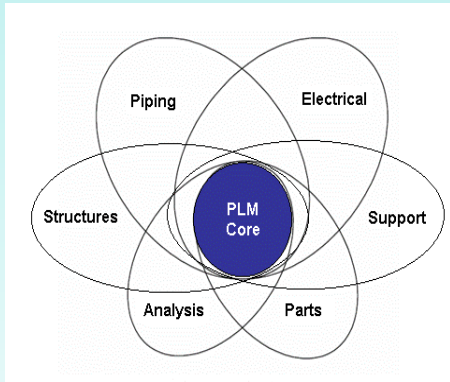 Piping
Electrical
Structures
PLM
Core
Support
Analysis
Parts